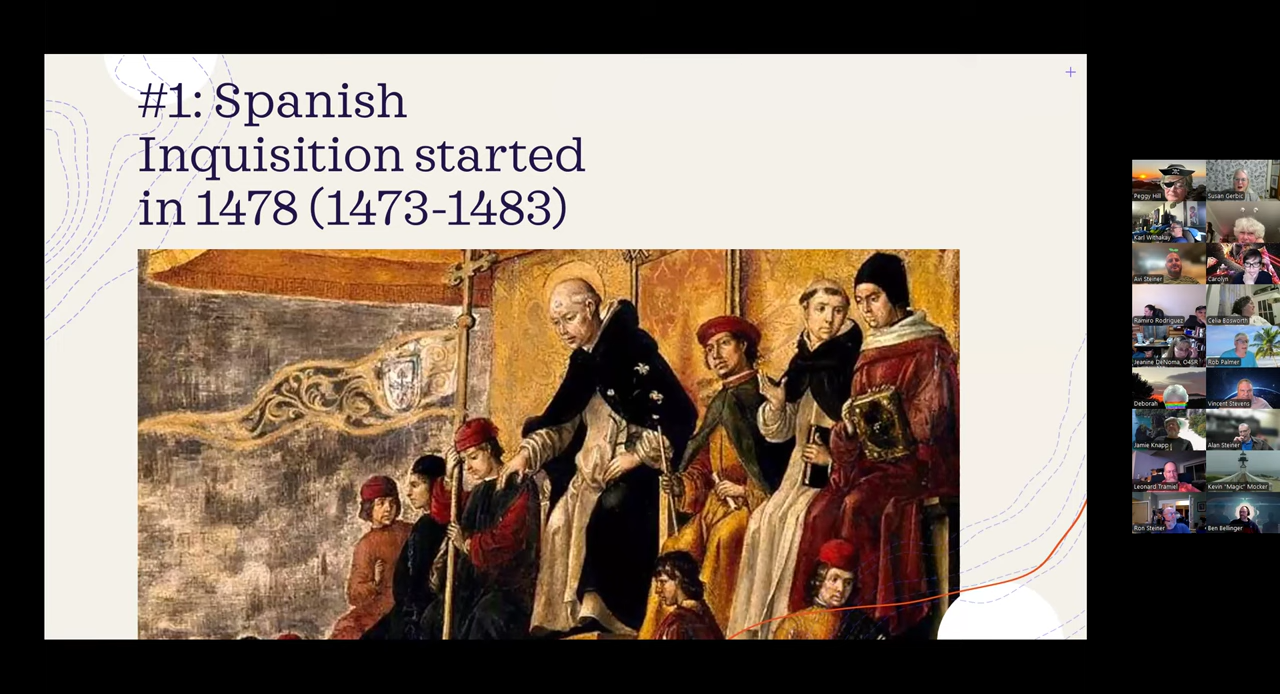 #1: Spanish
Inquisition started
in 1478 (1473-1483)
Peggy Hill
Susan Gerbic
Karl Withakay
Avi Steiner
Carolyn
Ramiro Rodriguez
Celia Bosworth
Jeanine DeNoma, O4SR
Rob Palmer
Deborah
Vincent Stevens
Jamie Knapp
Alan Steiner
Leonard Tramiel
Kevin "Magic" Mocker
Ron Steiner
Ben Bellinger